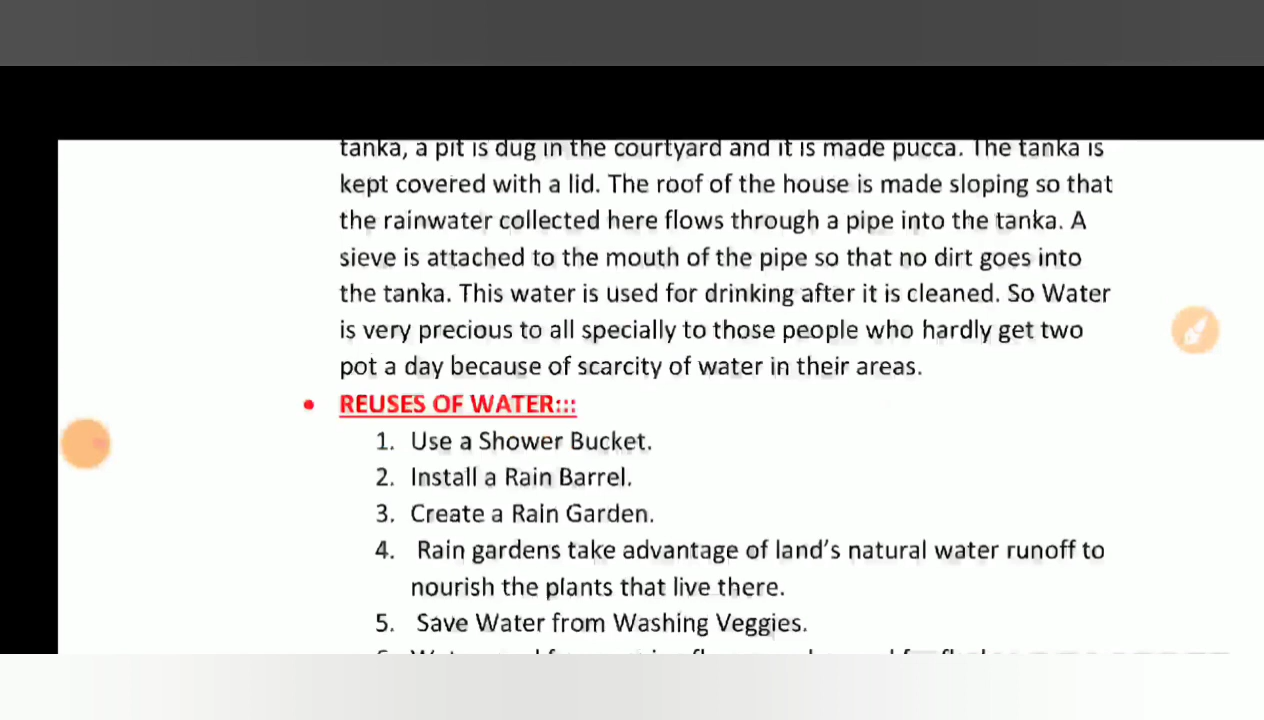 tanka, a pit is dug in the courtyard and it is made pucca. The tanka is
kept covered with a lid. The roof of the house is made sloping so that
the rainwater collected here flows through a pipe into the tanka. A
sieve is attached to the mouth of the pipe so that no dirt goes into
the tanka. This water is used for drinking after it is cleaned. So Water
is very precious to all specially to those people who hardly get two
pot a day because of scarcity of water in their areas.
• REUSES OF WATER:::
1. Use a Shower Bucket.
2. Install a Rain Barrel.
3. Create a Rain Garden.
4. Rain gardens take advantage of land’s natural water runoff to
nourish the plants that live there.
5. Save Water from Washing Veggies.